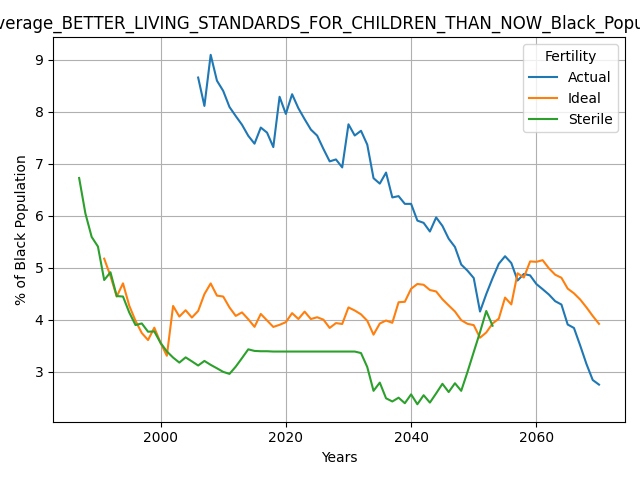 verage_BETTER_LIVING_STANDARDS_FOR_CHILDREN_THAN_NOW_Black_Popu
Fertility
Actual
Ideal
Sterile
9
8
7
6
5
4
3
% of Black Population
2000
2020
2040
2060
Years